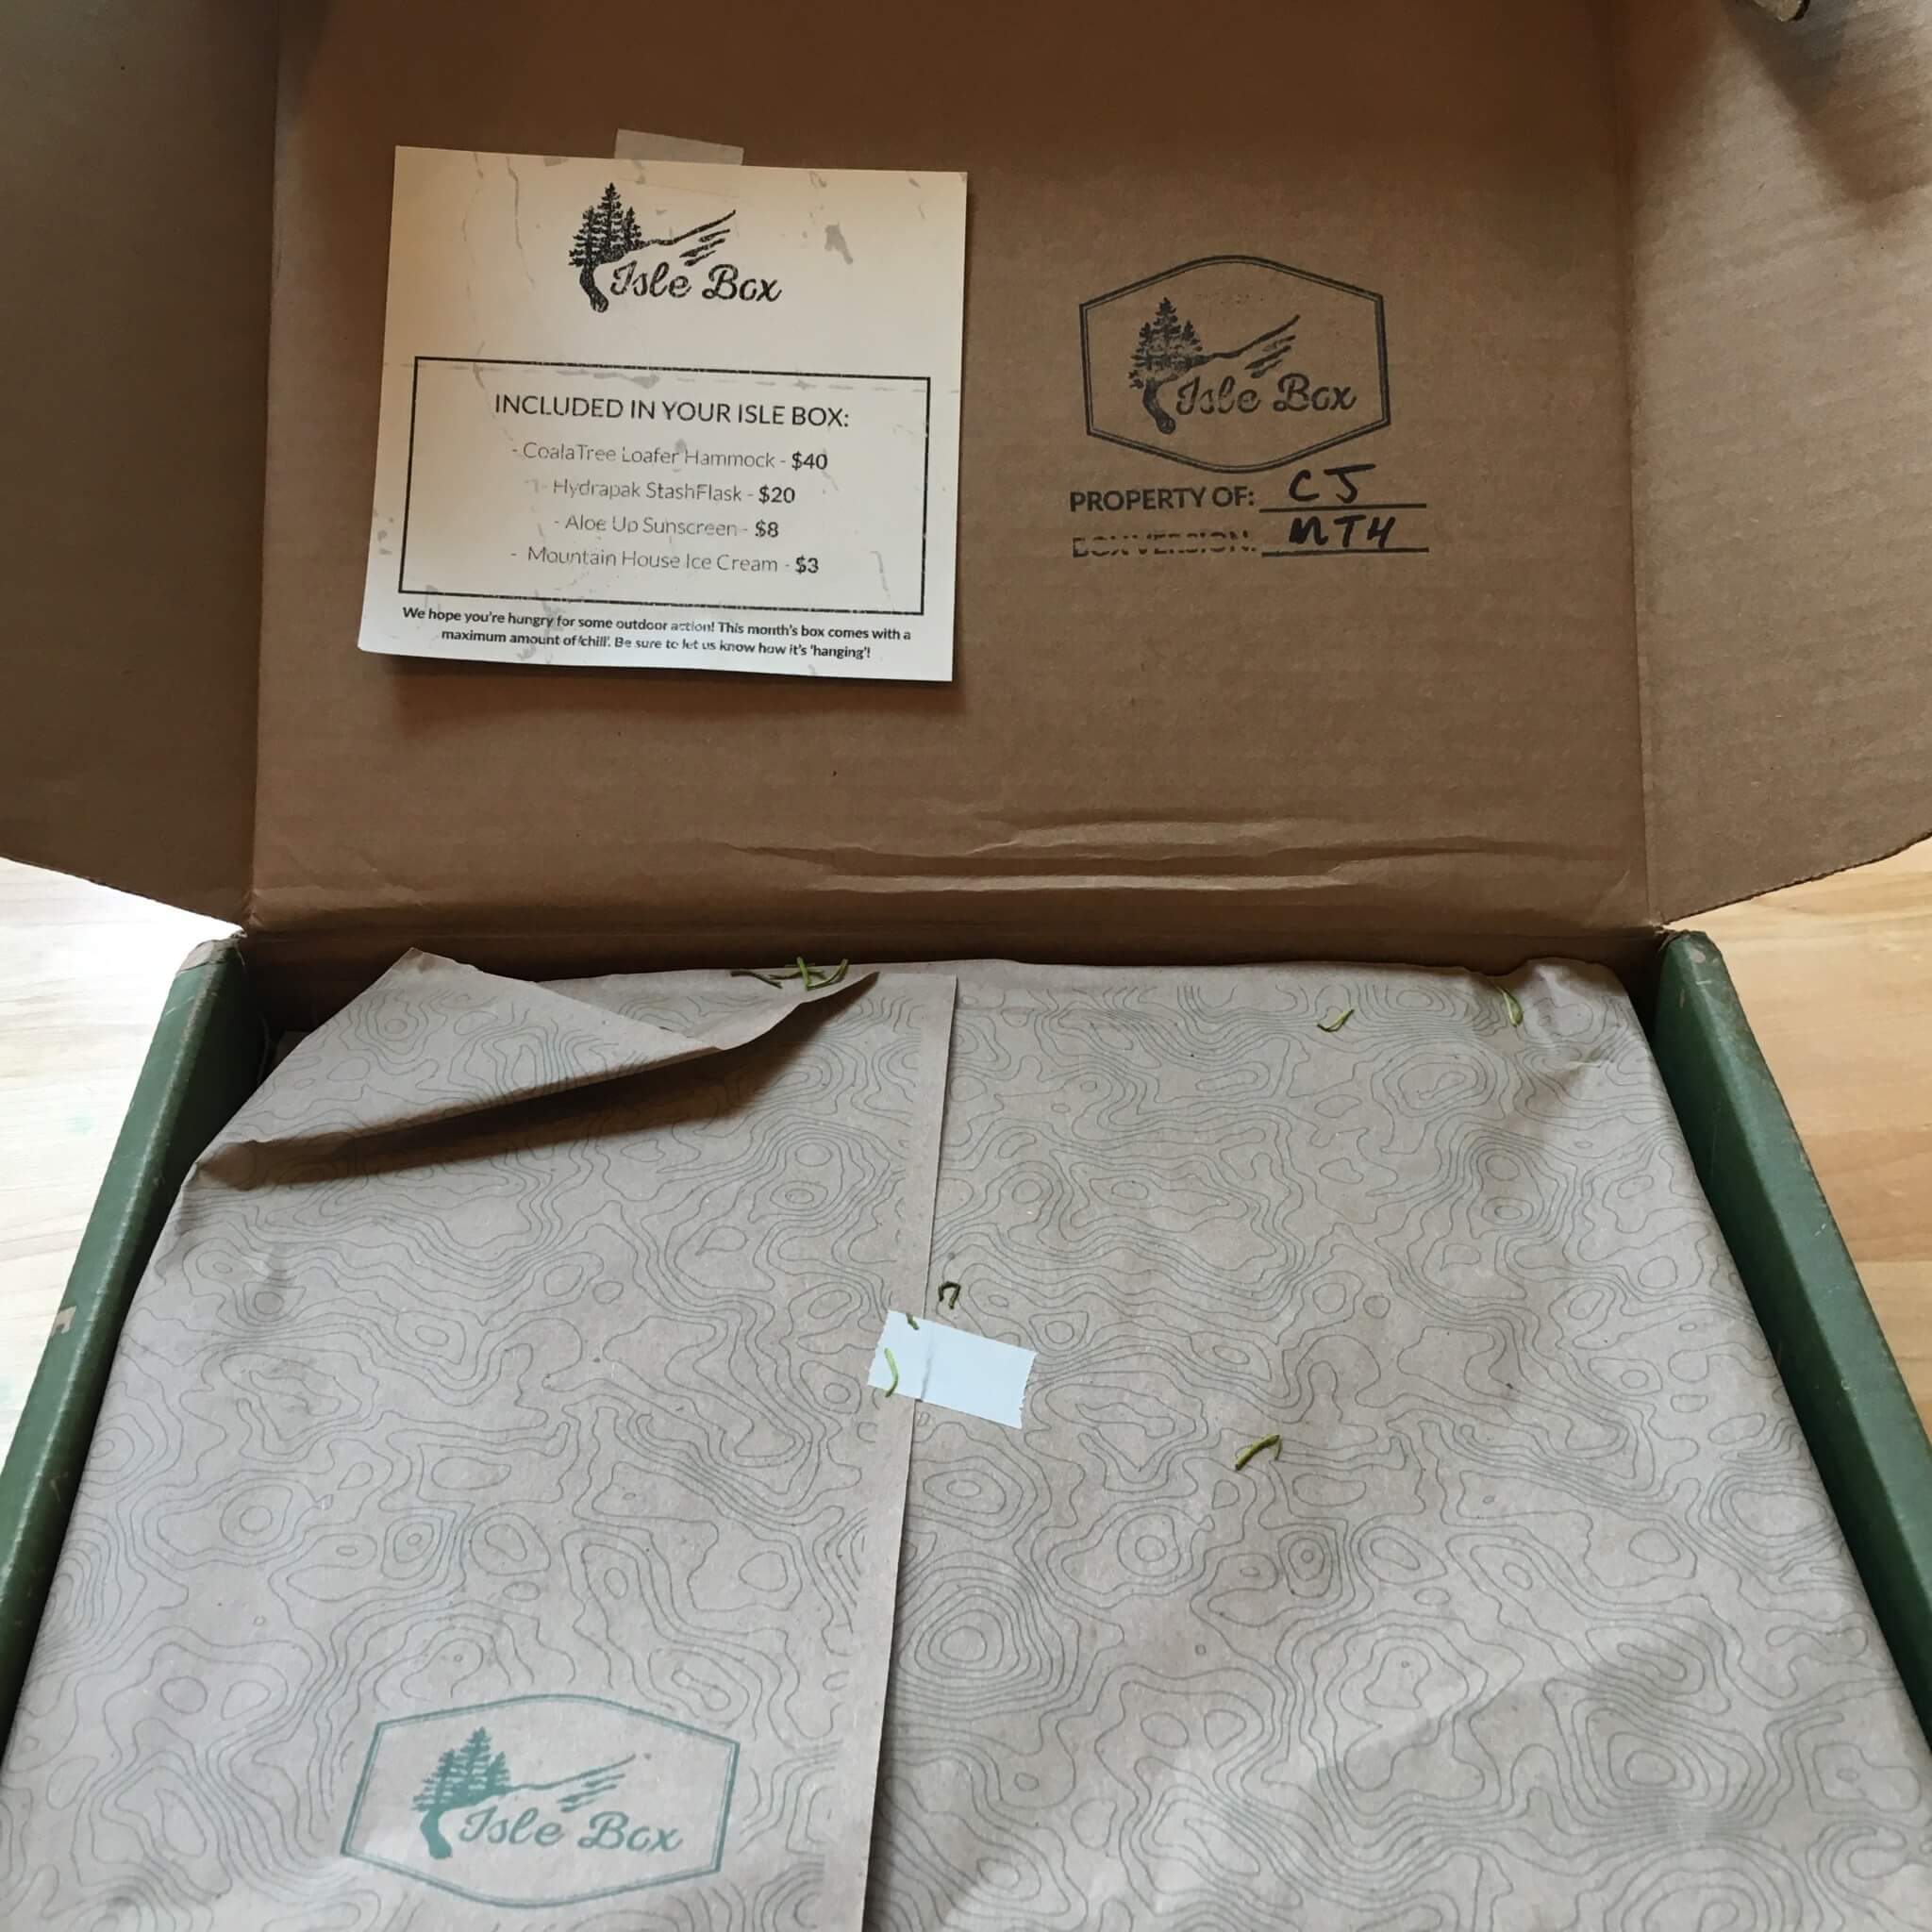 Isle Box
INCLUDED IN YOUR ISLE BOX:
- CoalaTree Loafer Hammock - $40
- Hydrapak StashFlask - $20
- Aloe Up Sunscreen - $8
- Mountain House Ice Cream - $3
We hope you're hungry for some outdoor action! This month's box comes with a
maximum amount of 'chill'. Be sure to let us know how it's 'hanging'!
Isle Box
PROPERTY OF: CJ
BOX VERSION: MTH
Isle Box